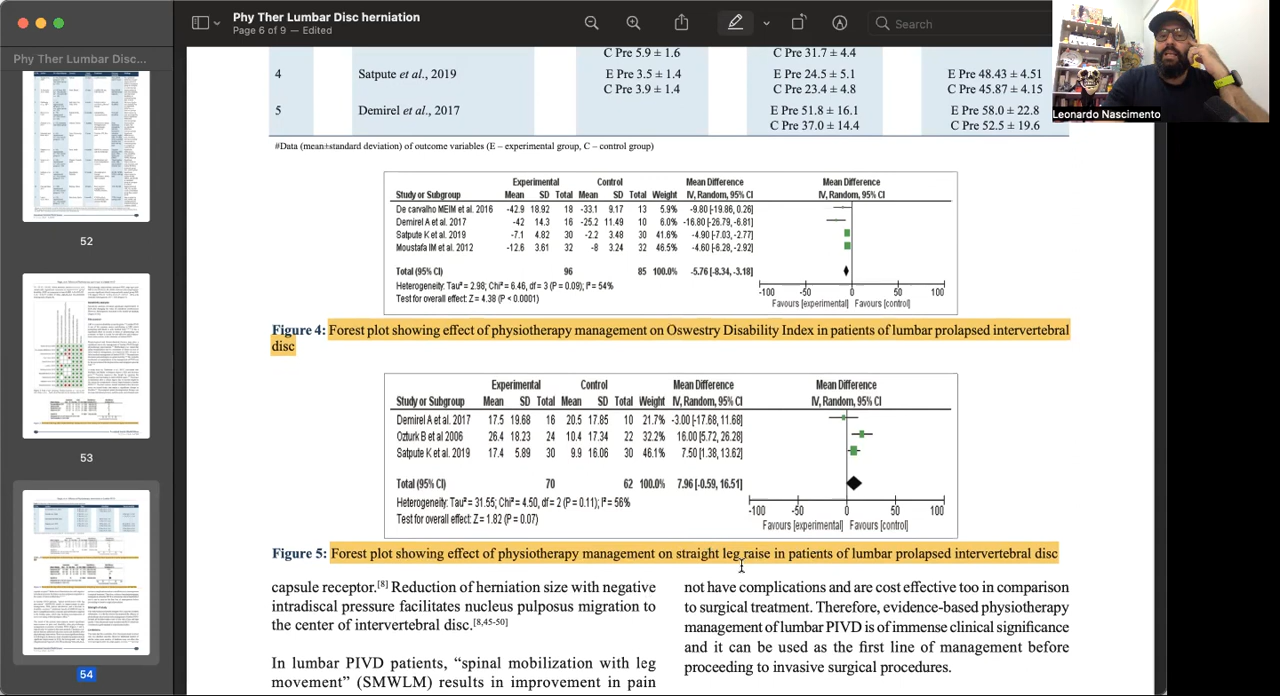 Phy Ther Lumbar Disc herniation
Page 6 of 9 — Edited
Search
Phy Ther Lumbar Disc...
52
53
54
Leonardo Nascimento
C Pre 5.9 ± 1.6 C Pre 31.7 ± 4.4
4 Satpute et al., 2019 E Pre 3.5 ± 1.4 E Pre 24.5 ± 5.1 E Pre 48.43 ± 4.51
C Pre 3.9 ± 1.4 C Pre 23.4 ± 4.8 E Pre 45.87 ± 4.15
5 Demirel et al., 2017 E Pre 51.8 ± 16.1 E Pre 58.0 ± 22.8
C Pre 37.0 ± 14.4 C Pre 52.5 ± 19.6
#Data (mean±standard deviation) of outcome variables (E – experimental group, C – control group)
Experimental Control Mean Difference Mean Difference
Study or Subgroup Mean SD Total Mean SD Total Weight IV, Random, 95% CI IV, Random, 95% CI
De carvalho MEIM et al. 2016 -42.9 18.92 18 -33.1 9.17 13 5.9% -9.80 [-19.86, 0.26]
Demirel A et al. 2017 -42 14.3 16 -25.2 11.49 10 6.0% -16.80 [-26.79, -6.81]
Satpute K et al. 2019 -7.1 4.82 30 -2.2 3.48 30 41.6% -4.90 [-7.03, -2.77]
Moustafa IM et al. 2012 -12.6 3.61 32 -8 3.24 32 46.5% -4.60 [-6.28, -2.92]
Total (95% CI) 96 85 100.0% -5.76 [-8.34, -3.18]
Heterogeneity: Tau² = 2.98; Chi² = 6.46, df = 3 (P = 0.09); I² = 54%
Test for overall effect: Z = 4.38 (P < 0.0001)
-100 -50 0 50 100
Favours [experimental] Favours [control]
Figure 4: Forest plot showing effect of physiotherapy management on Oswestry Disability Index in patients of lumbar prolapsed intervertebral
disc
Experimental Control Mean Difference Mean Difference
Study or Subgroup Mean SD Total Mean SD Total Weight IV, Random, 95% CI IV, Random, 95% CI
Demirel A et al. 2017 17.5 19.68 16 20.5 17.85 10 21.7% -3.00 [-17.68, 11.68]
Ozturk B et al 2006 26.4 18.23 24 10.4 17.34 22 32.2% 16.00 [5.72, 26.28]
Satpute K et al. 2019 17.4 5.89 30 9.9 16.06 30 46.1% 7.50 [1.38, 13.62]
Total (95% CI) 70 62 100.0% 7.96 [-0.59, 16.51]
Heterogeneity: Tau² = 31.55; Chi² = 4.50, df = 2 (P = 0.11); I² = 56%
Test for overall effect: Z = 1.82 (P = 0.07)
-100 -50 0 50 100
Favours [experimental] Favours [control]
Figure 5: Forest plot showing effect of physiotherapy management on straight leg raise in patients of lumbar prolapsed intervertebral disc
capsule receptors.[8] Reduction of hernia size with negative
intradiscal pressure facilitates nucleus pulposus migration to
the center of intervertebral disc.[8,45-50]
In lumbar PIVD patients, “spinal mobilization with leg
movement” (SMWLM) results in improvement in pain
not have complications and are cost effective too in comparison
to surgical treatment. Therefore, evidence-based physiotherapy
management for PIVD is of immense clinical significance
and it can be used as the first line of management before
proceeding to invasive surgical procedures.